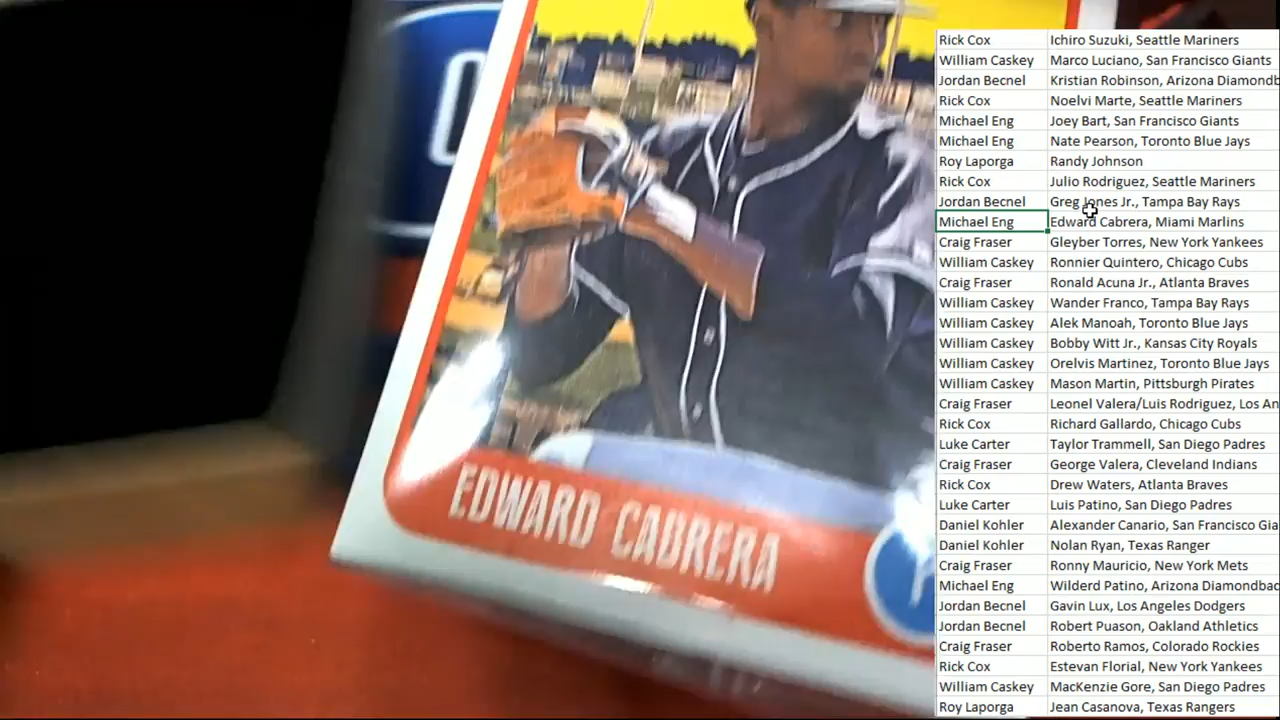 EDWARD CABRERA
Rick Cox Ichiro Suzuki, Seattle Mariners
William Caskey Marco Luciano, San Francisco Giants
Jordan Becnel Kristian Robinson, Arizona Diamondb
Rick Cox Noelvi Marte, Seattle Mariners
Michael Eng Joey Bart, San Francisco Giants
Michael Eng Nate Pearson, Toronto Blue Jays
Roy Laporga Randy Johnson
Rick Cox Julio Rodriguez, Seattle Mariners
Jordan Becnel Greg Jones Jr., Tampa Bay Rays
Michael Eng Edward Cabrera, Miami Marlins
Craig Fraser Gleyber Torres, New York Yankees
William Caskey Ronnier Quintero, Chicago Cubs
Craig Fraser Ronald Acuna Jr., Atlanta Braves
William Caskey Wander Franco, Tampa Bay Rays
William Caskey Alek Manoah, Toronto Blue Jays
William Caskey Bobby Witt Jr., Kansas City Royals
William Caskey Orelvis Martinez, Toronto Blue Jays
William Caskey Mason Martin, Pittsburgh Pirates
Craig Fraser Leonel Valera/Luis Rodriguez, Los An
Rick Cox Richard Gallardo, Chicago Cubs
Luke Carter Taylor Trammell, San Diego Padres
Craig Fraser George Valera, Cleveland Indians
Rick Cox Drew Waters, Atlanta Braves
Luke Carter Luis Patino, San Diego Padres
Daniel Kohler Alexander Canario, San Francisco Gia
Daniel Kohler Nolan Ryan, Texas Ranger
Craig Fraser Ronny Mauricio, New York Mets
Michael Eng Wilderd Patino, Arizona Diamondbac
Jordan Becnel Gavin Lux, Los Angeles Dodgers
Jordan Becnel Robert Puason, Oakland Athletics
Craig Fraser Roberto Ramos, Colorado Rockies
Rick Cox Estevan Florial, New York Yankees
William Caskey MacKenzie Gore, San Diego Padres
Roy Laporga Jean Casanova, Texas Rangers